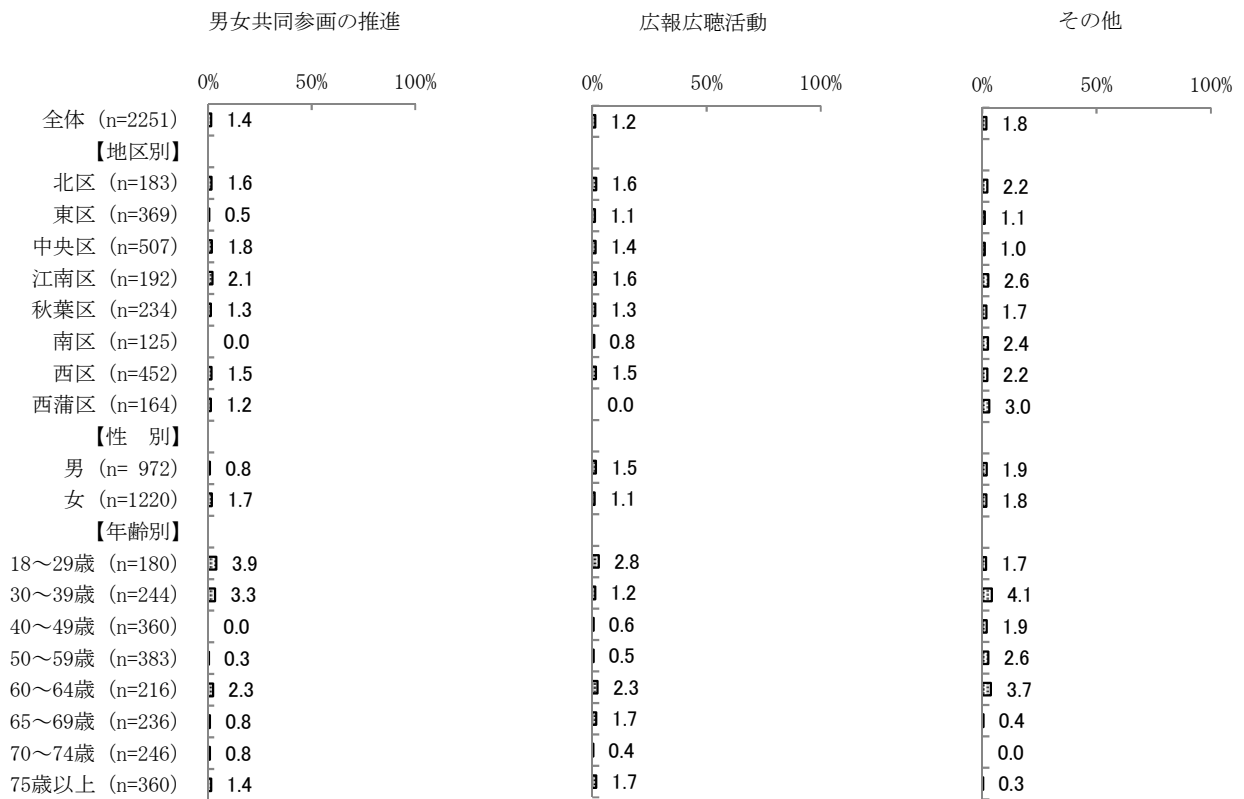 男女共同参画の推進 広報広聴活動 その他
0% 50% 100% 0% 50% 100% 0% 50% 100%
全体 (n=2251) 1.4 1.2 1.8
【地区別】
北区 (n=183) 1.6 1.6 2.2
東区 (n=369) 0.5 1.1 1.1
中央区 (n=507) 1.8 1.4 1.0
江南区 (n=192) 2.1 1.6 2.6
秋葉区 (n=234) 1.3 1.3 1.7
南区 (n=125) 0.0 0.8 2.4
西区 (n=452) 1.5 1.5 2.2
西蒲区 (n=164) 1.2 0.0 3.0
【性　別】
男 (n= 972) 0.8 1.5 1.9
女 (n=1220) 1.7 1.1 1.8
【年齢別】
18～29歳 (n=180) 3.9 2.8 1.7
30～39歳 (n=244) 3.3 1.2 4.1
40～49歳 (n=360) 0.0 0.6 1.9
50～59歳 (n=383) 0.3 0.5 2.6
60～64歳 (n=216) 2.3 2.3 3.7
65～69歳 (n=236) 0.8 1.7 0.4
70～74歳 (n=246) 0.8 0.4 0.0
75歳以上 (n=360) 1.4 1.7 0.3